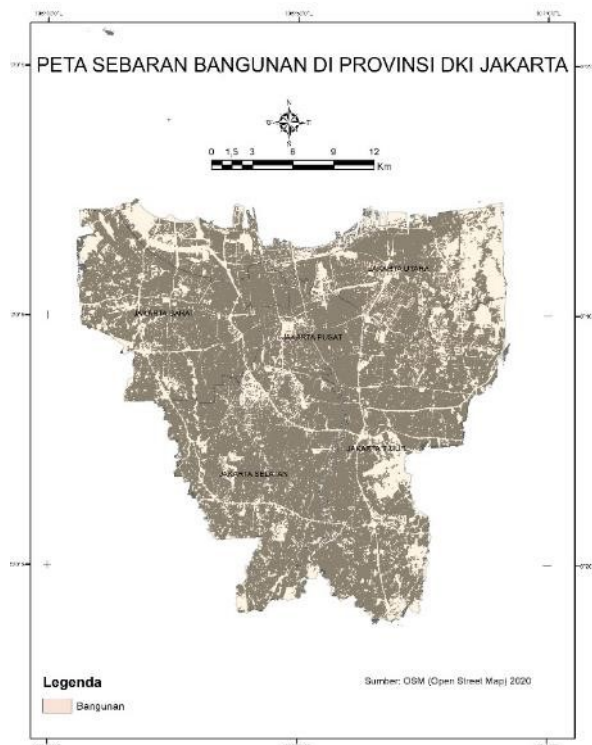 PETA SEBARAN BANGUNAN DI PROVINSI DKI JAKARTA
N
S
0 1,5 3 6 9 12
Km
JAKARTA UTARA
JAKARTA BARAT
JAKARTA PUSAT
JAKARTA TIMUR
JAKARTA SELATAN
Legenda
Bangunan
Sumber: OSM (Open Street Map) 2020